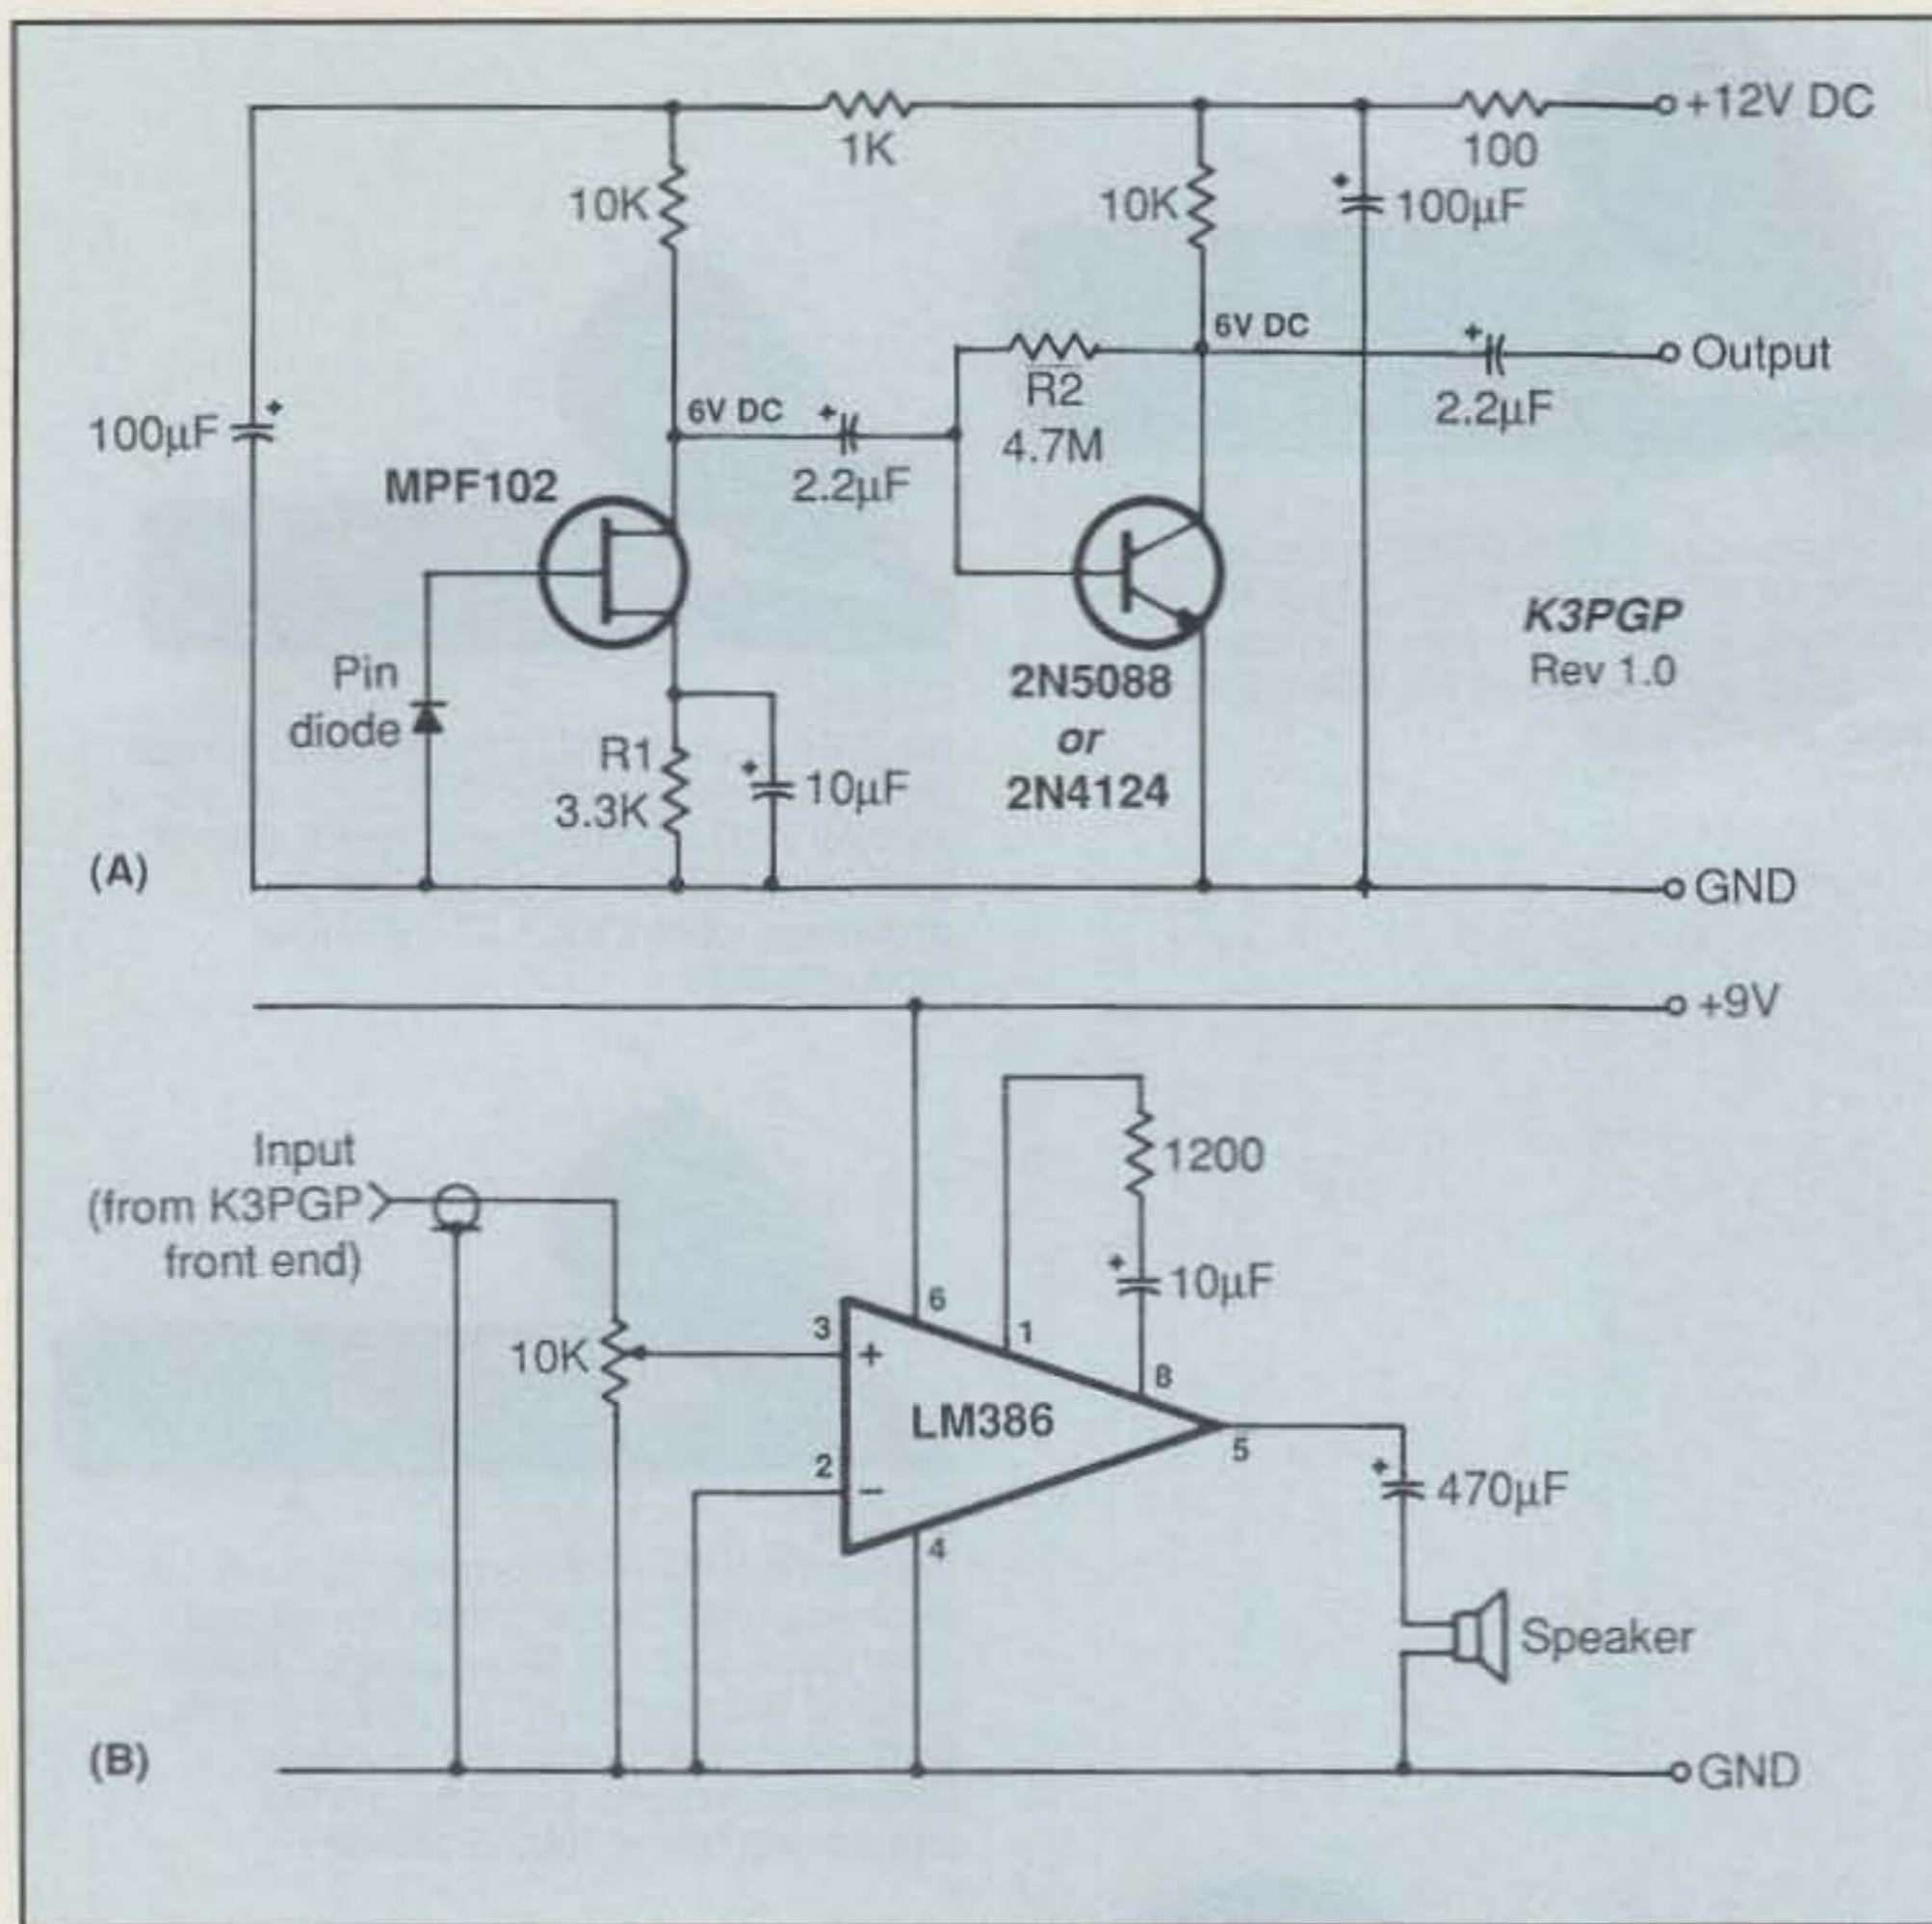 +12V DC
1K
100
10K
10K
+
100µF
6V DC
+
Output
R2
4.7M
2.2µF
100µF
+
6V DC
+
2.2µF
MPF102
K3PGP
Rev 1.0
Pin
diode
2N5088
or
2N4124
R1
3.3K
+
10µF
(A)
GND
+9V
Input
(from K3PGP
front end)
1200
+
10µF
6
1
3
+
10K
8
LM386
2
−
5
+
470µF
4
Speaker
(B)
GND